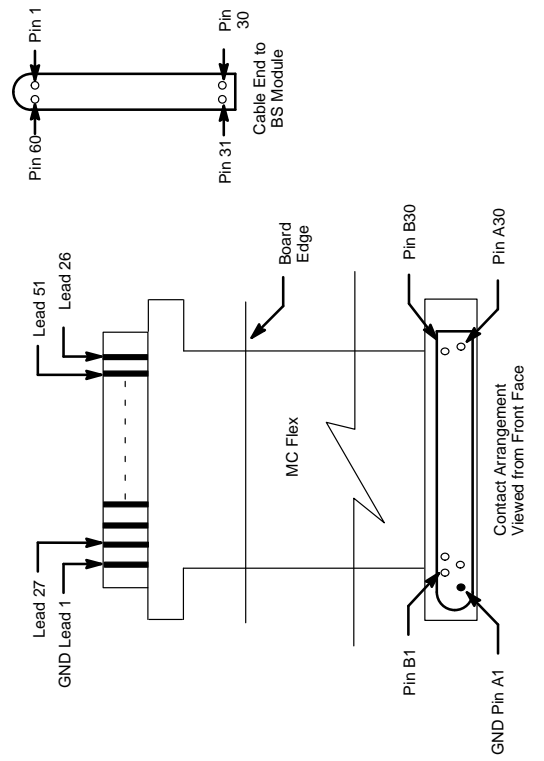 Pin 60
Pin 1
Pin 31
Pin
30
Cable End to
BS Module
Lead 27
GND Lead 1
Lead 51
Lead 26
Board
Edge
MC Flex
Pin B1
GND Pin A1
Pin B30
Pin A30
Contact Arrangement
Viewed from Front Face